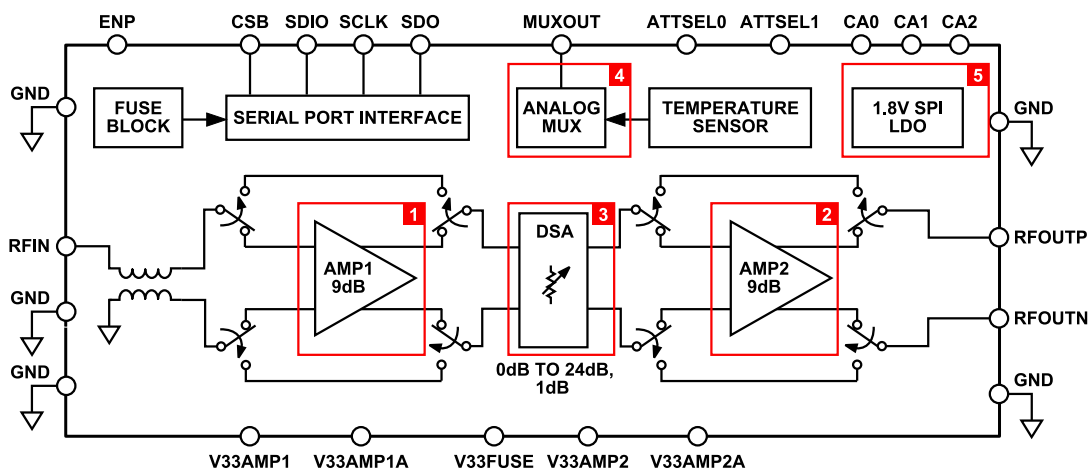 ENP
CSB
SDIO
SCLK
SDO
MUXOUT
ATTSEL0
ATTSEL1
CA0
CA1
CA2
GND
FUSE
BLOCK
SERIAL PORT INTERFACE
4
ANALOG
MUX
TEMPERATURE
SENSOR
5
1.8V SPI
LDO
GND
RFIN
1
AMP1
9dB
3
DSA
2
AMP2
9dB
RFOUTP
GND
RFOUTN
0dB TO 24dB,
1dB
GND
GND
V33AMP1
V33AMP1A
V33FUSE
V33AMP2
V33AMP2A